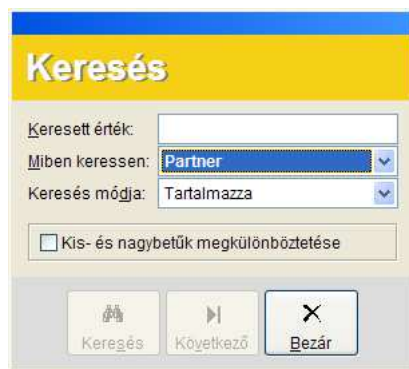 Keresés
Keresett érték:
Miben keressen: Partner
Keresés módja: Tartalmazza
Kis- és nagybetűk megkülönböztetése
Keresés Következő Bezár